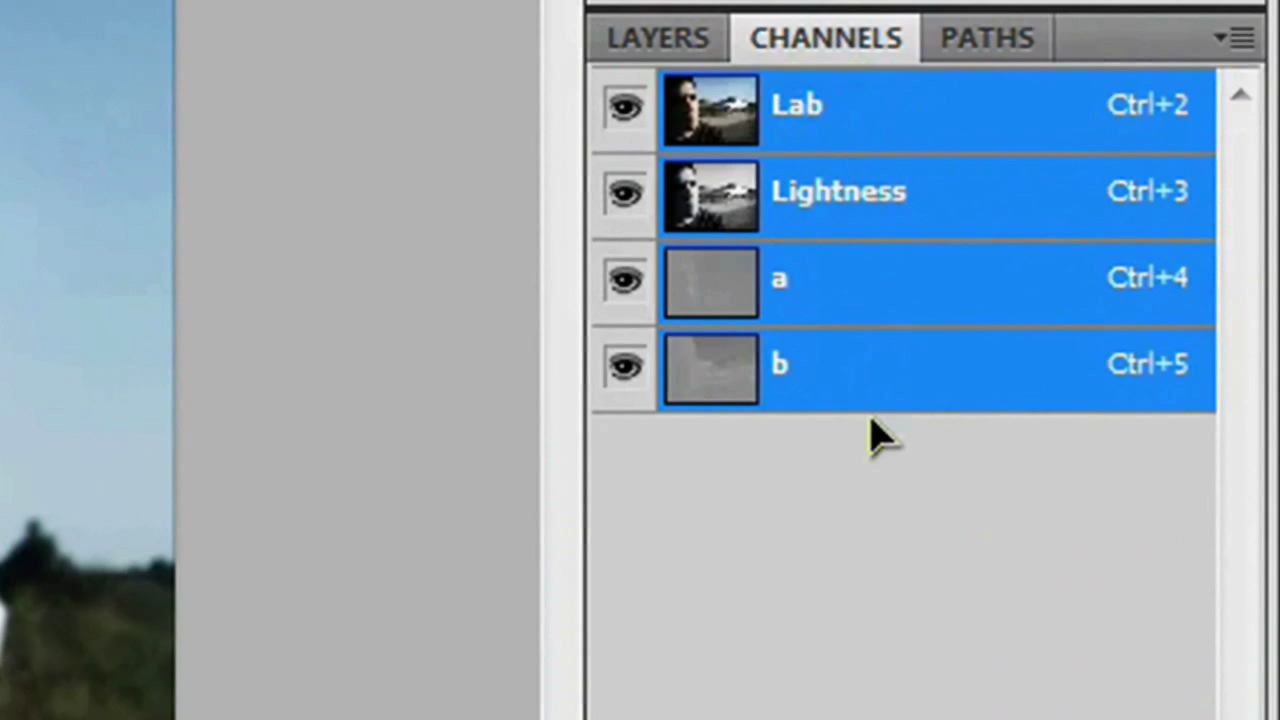 LAYERS CHANNELS PATHS
Lab Ctrl+2
Lightness Ctrl+3
a Ctrl+4
b Ctrl+5